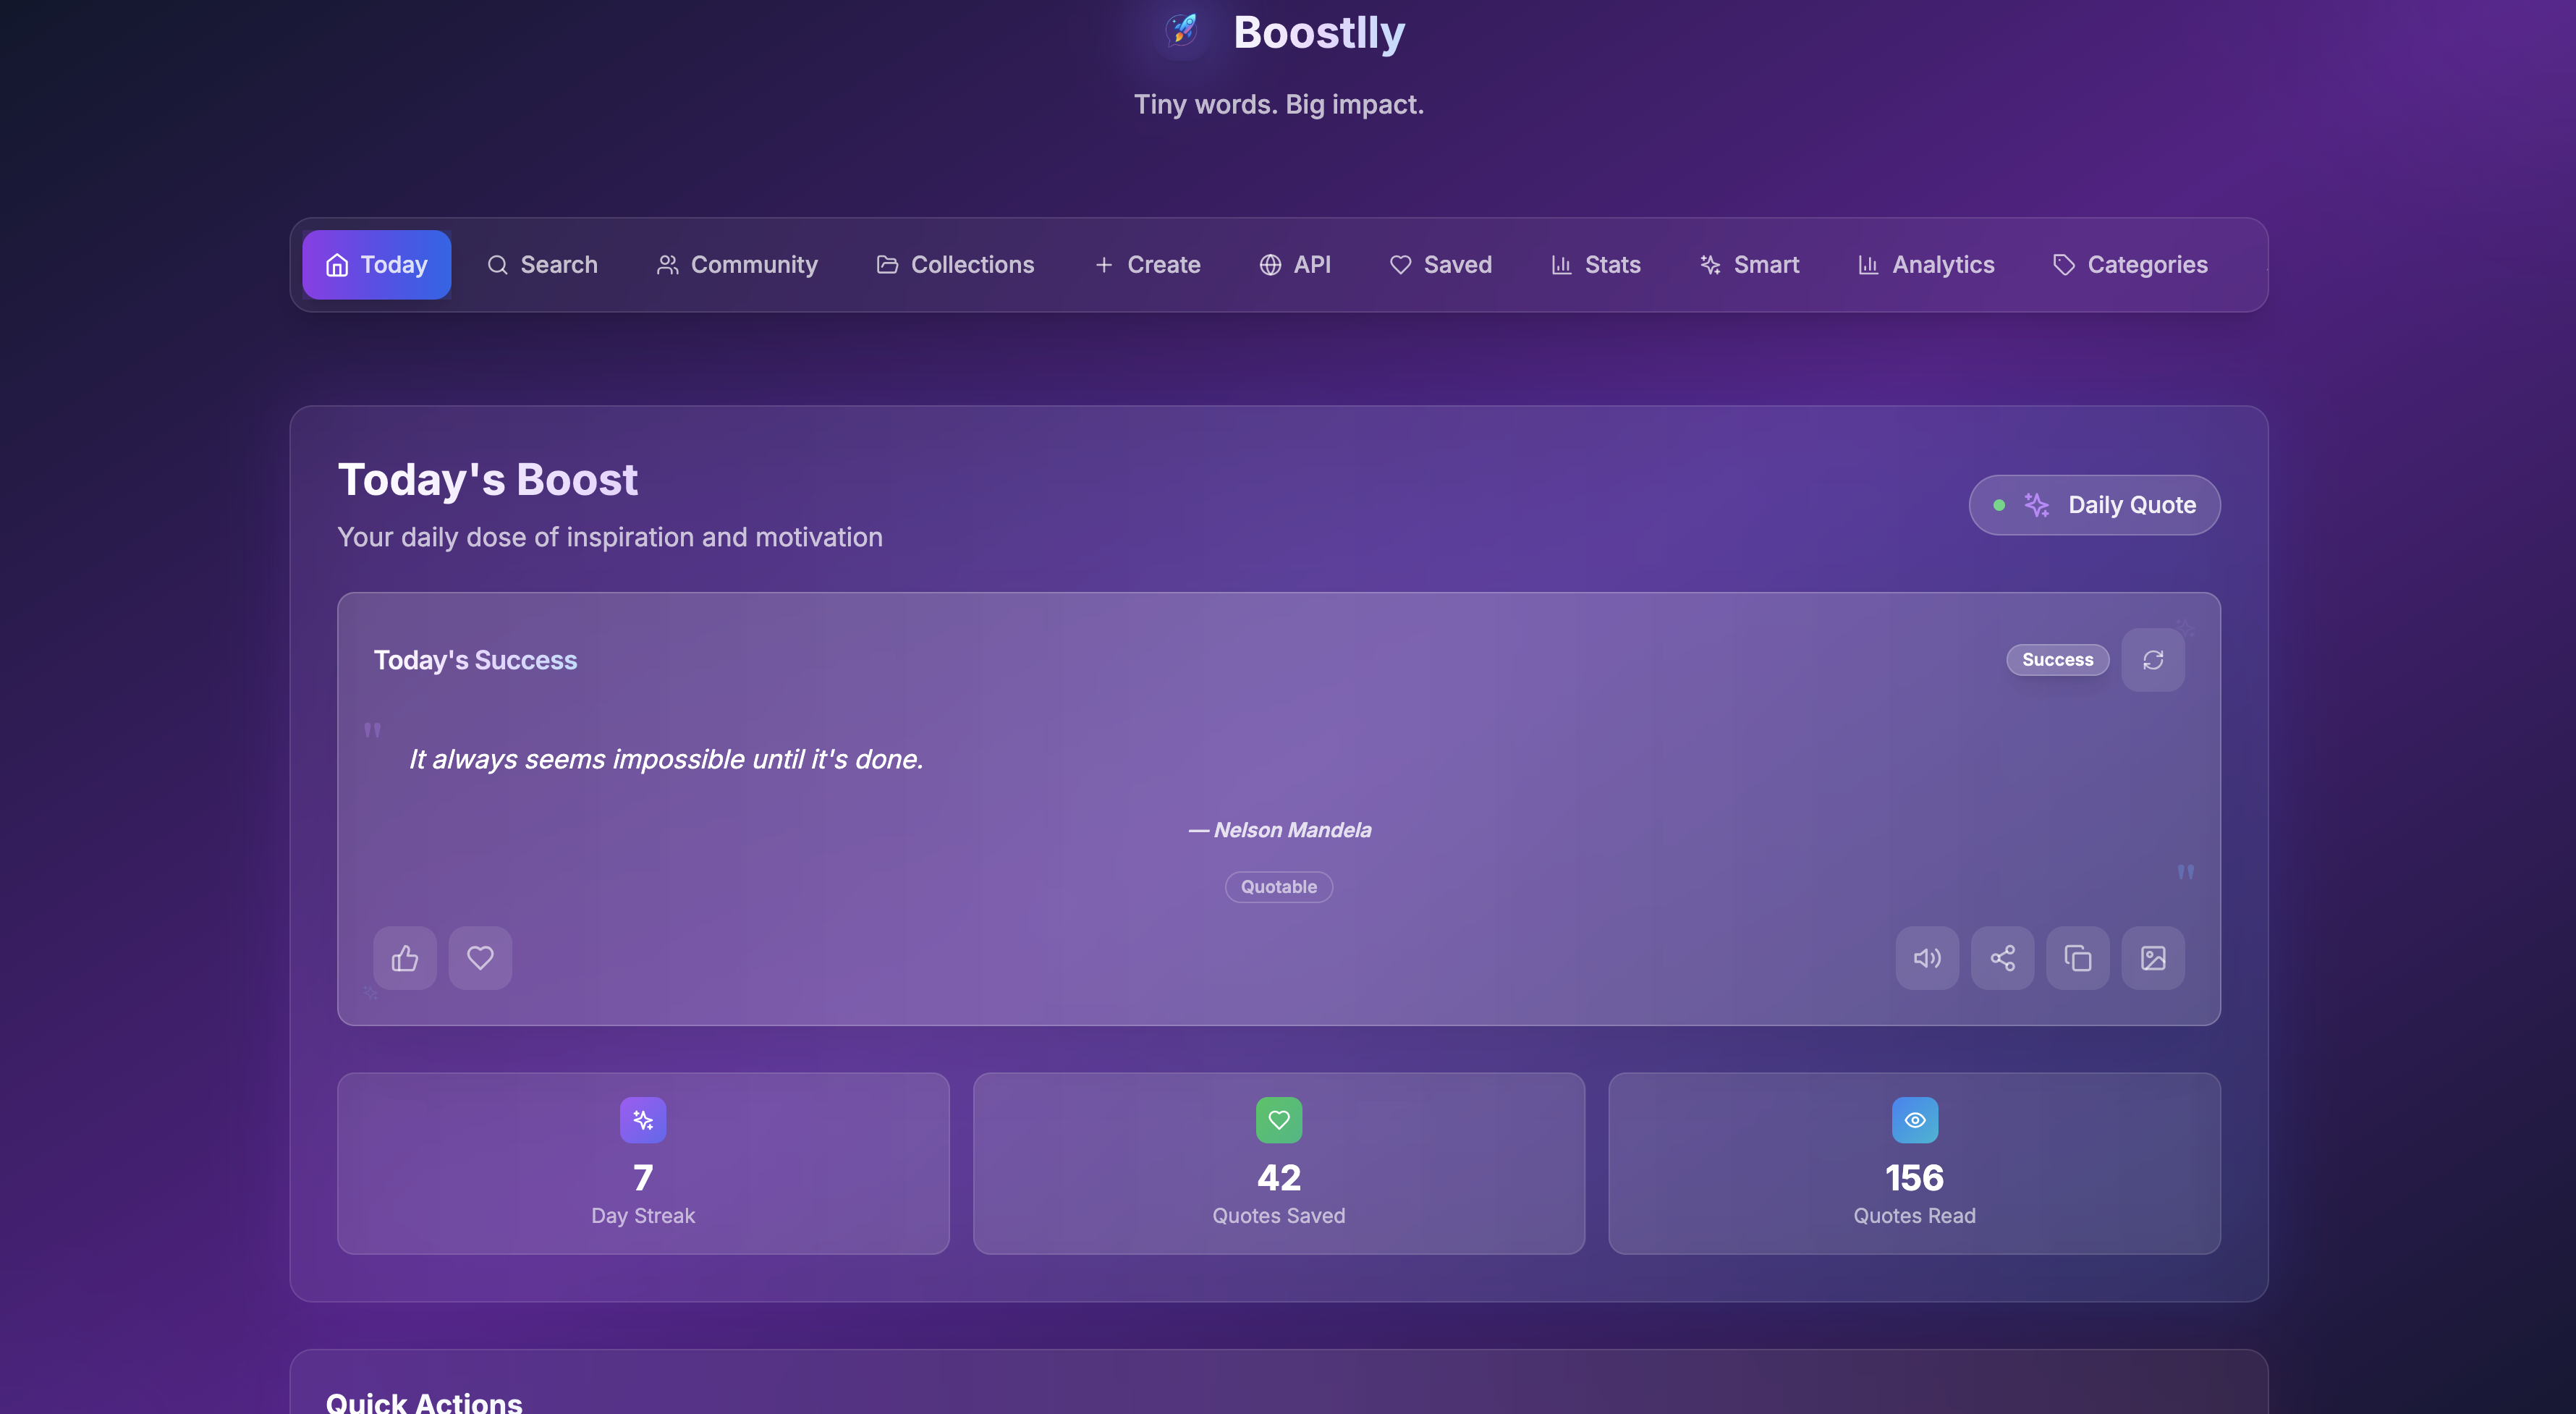 Boostlly
Tiny words. Big impact.
Today
Search
Community
Collections
Create
API
Saved
Stats
Smart
Analytics
Categories
Today's Boost
Your daily dose of inspiration and motivation
Daily Quote
Today's Success
Success
"
It always seems impossible until it's done.
— Nelson Mandela
"
Quotable
7
Day Streak
42
Quotes Saved
156
Quotes Read
Quick Actions